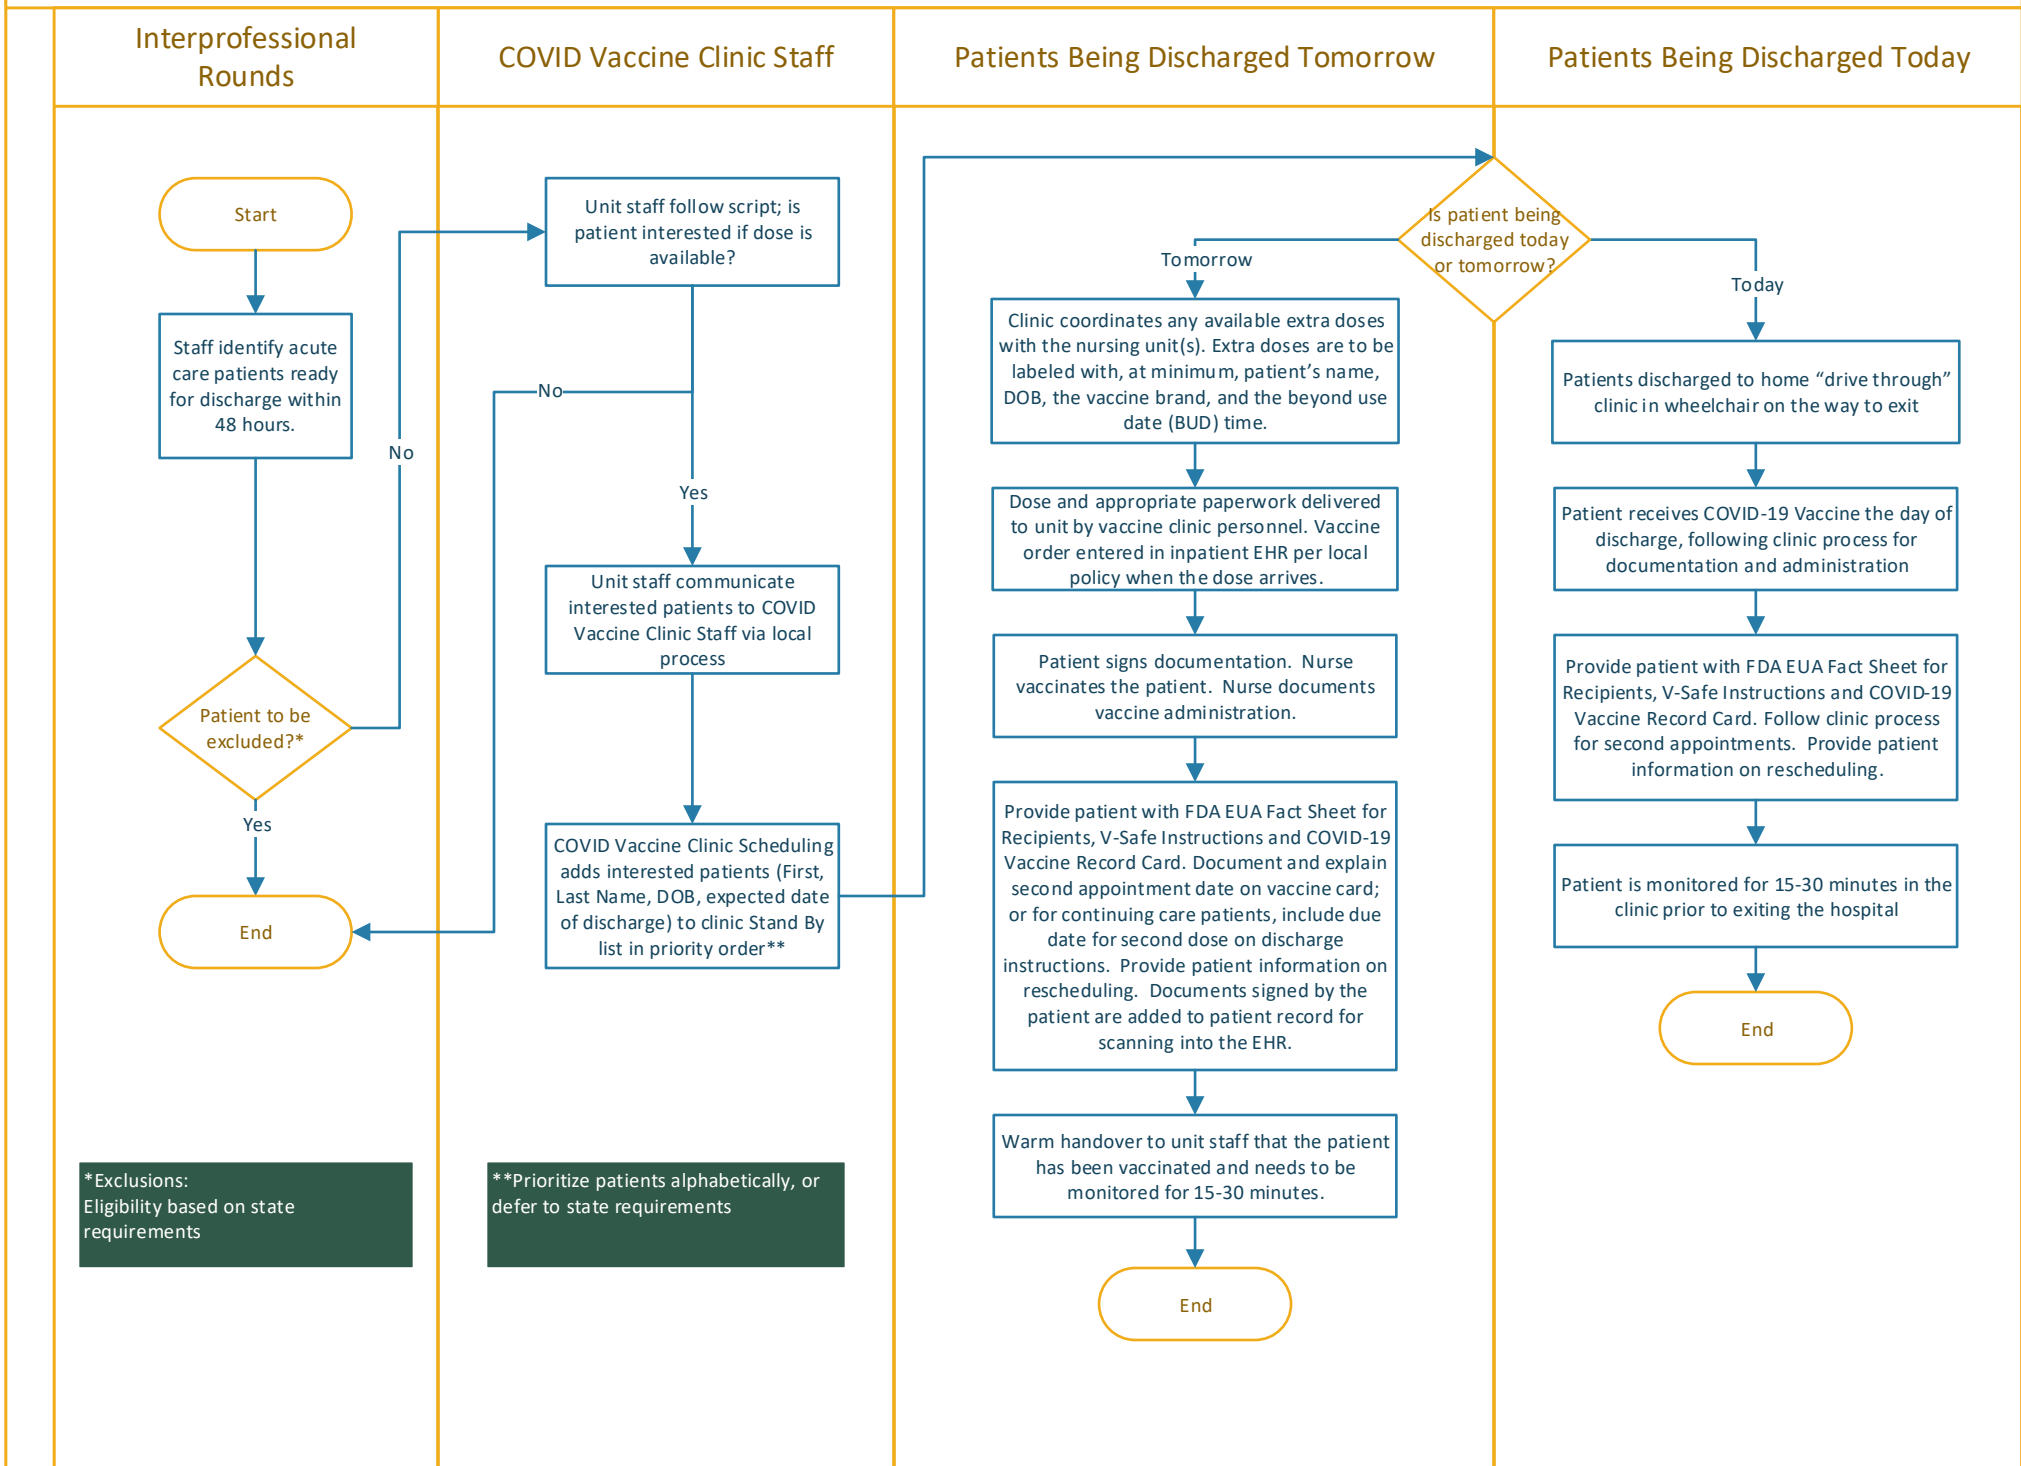 Interprofessional
Rounds
COVID Vaccine Clinic Staff
Patients Being Discharged Tomorrow
Patients Being Discharged Today
Start
Staff identify acute
care patients ready
for discharge within
48 hours.
Patient to be
excluded?*
No
Yes
End
*Exclusions:
Eligibility based on state
requirements
Unit staff follow script; is
patient interested if dose is
available?
No
Yes
Unit staff communicate
interested patients to COVID
Vaccine Clinic Staff via local
process
COVID Vaccine Clinic Scheduling
adds interested patients (First,
Last Name, DOB, expected date
of discharge) to clinic Stand By
list in priority order**
**Prioritize patients alphabetically, or
defer to state requirements
Is patient being
discharged today
or tomorrow?
Tomorrow
Clinic coordinates any available extra doses
with the nursing unit(s). Extra doses are to be
labeled with, at minimum, patient’s name,
DOB, the vaccine brand, and the beyond use
date (BUD) time.
Dose and appropriate paperwork delivered
to unit by vaccine clinic personnel. Vaccine
order entered in inpatient EHR per local
policy when the dose arrives.
Patient signs documentation. Nurse
vaccinates the patient. Nurse documents
vaccine administration.
Provide patient with FDA EUA Fact Sheet for
Recipients, V-Safe Instructions and COVID-19
Vaccine Record Card. Document and explain
second appointment date on vaccine card;
or for continuing care patients, include due
date for second dose on discharge
instructions. Provide patient information on
rescheduling. Documents signed by the
patient are added to patient record for
scanning into the EHR.
Warm handover to unit staff that the patient
has been vaccinated and needs to be
monitored for 15-30 minutes.
End
Today
Patients discharged to home “drive through”
clinic in wheelchair on the way to exit
Patient receives COVID-19 Vaccine the day of
discharge, following clinic process for
documentation and administration
Provide patient with FDA EUA Fact Sheet for
Recipients, V-Safe Instructions and COVID-19
Vaccine Record Card. Follow clinic process
for second appointments. Provide patient
information on rescheduling.
Patient is monitored for 15-30 minutes in the
clinic prior to exiting the hospital
End